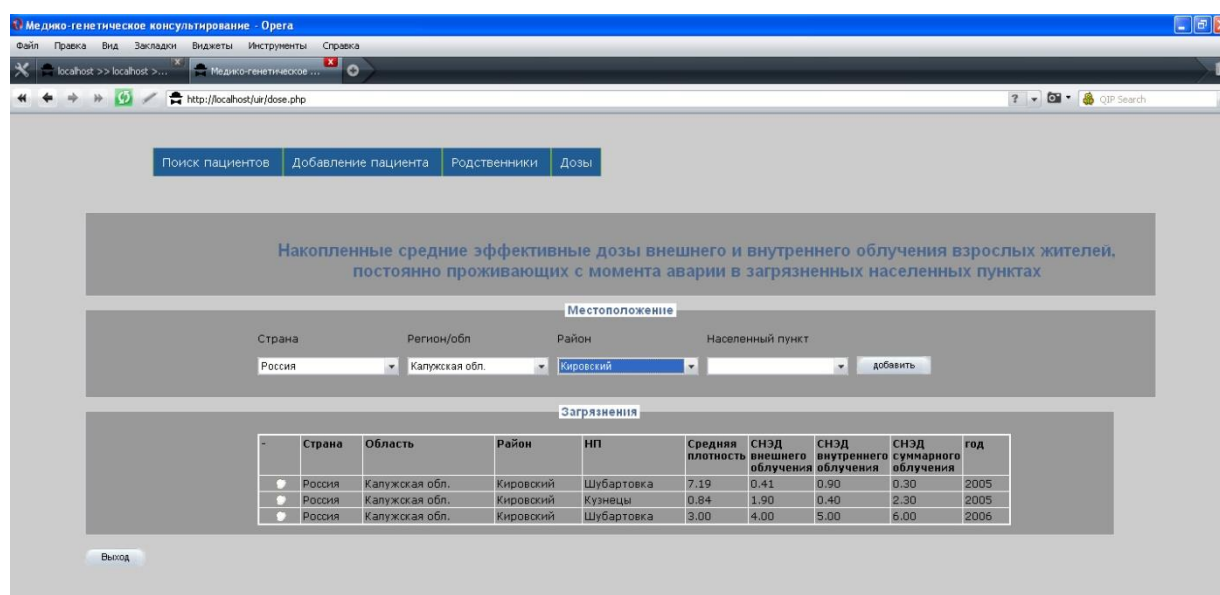 Медико-генетическое консультирование - Opera
Файл Правка Вид Закладки Виджеты Инструменты Справка
localhost >> localhost >... Медико-генетическое ...
http://localhost/uir/dose.php ? QIP Search
Поиск пациентов Добавление пациента Родственники Дозы
Накопленные средние эффективные дозы внешнего и внутреннего облучения взрослых жителей,
постоянно проживающих с момента аварии в загрязненных населенных пунктах
Местоположение
Страна Регион/обл Район Населенный пункт
Россия Калужская обл. Кировский добавить
Загрязнения
- Страна Область Район НП Средняя СНЭД СНЭД СНЭД год
плотность внешнего внутреннего суммарного
облучения облучения облучения
Россия Калужская обл. Кировский Шубартовка 7.19 0.41 0.90 0.30 2005
Россия Калужская обл. Кировский Кузнецы 0.84 1.90 0.40 2.30 2005
Россия Калужская обл. Кировский Шубартовка 3.00 4.00 5.00 6.00 2006
Выход